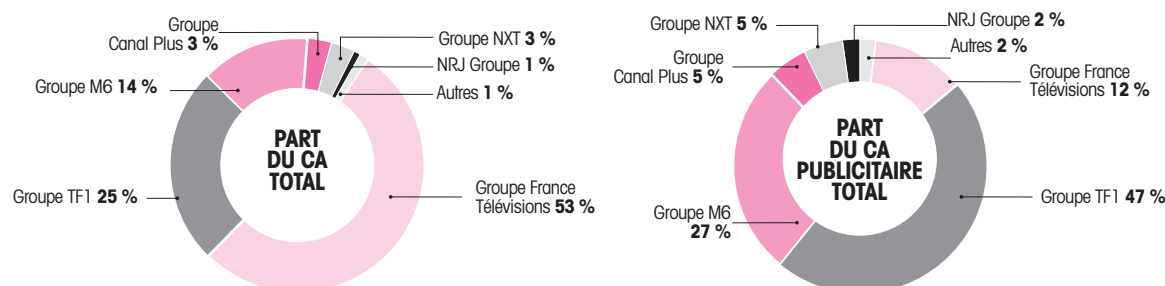 Groupe
Canal Plus 3 %
Groupe NXT 3 %
NRJ Groupe 1 %
Autres 1 %
Groupe M6 14 %
PART
DU CA
TOTAL
Groupe TF1 25 %
Groupe France
Télévisions 53 %
Groupe NXT 5 %
NRJ Groupe 2 %
Autres 2 %
Groupe
Canal Plus 5 %
Groupe France
Télévisions 12 %
PART
DU CA
PUBLICITAIRE
TOTAL
Groupe TF1 47 %
Groupe M6
27 %